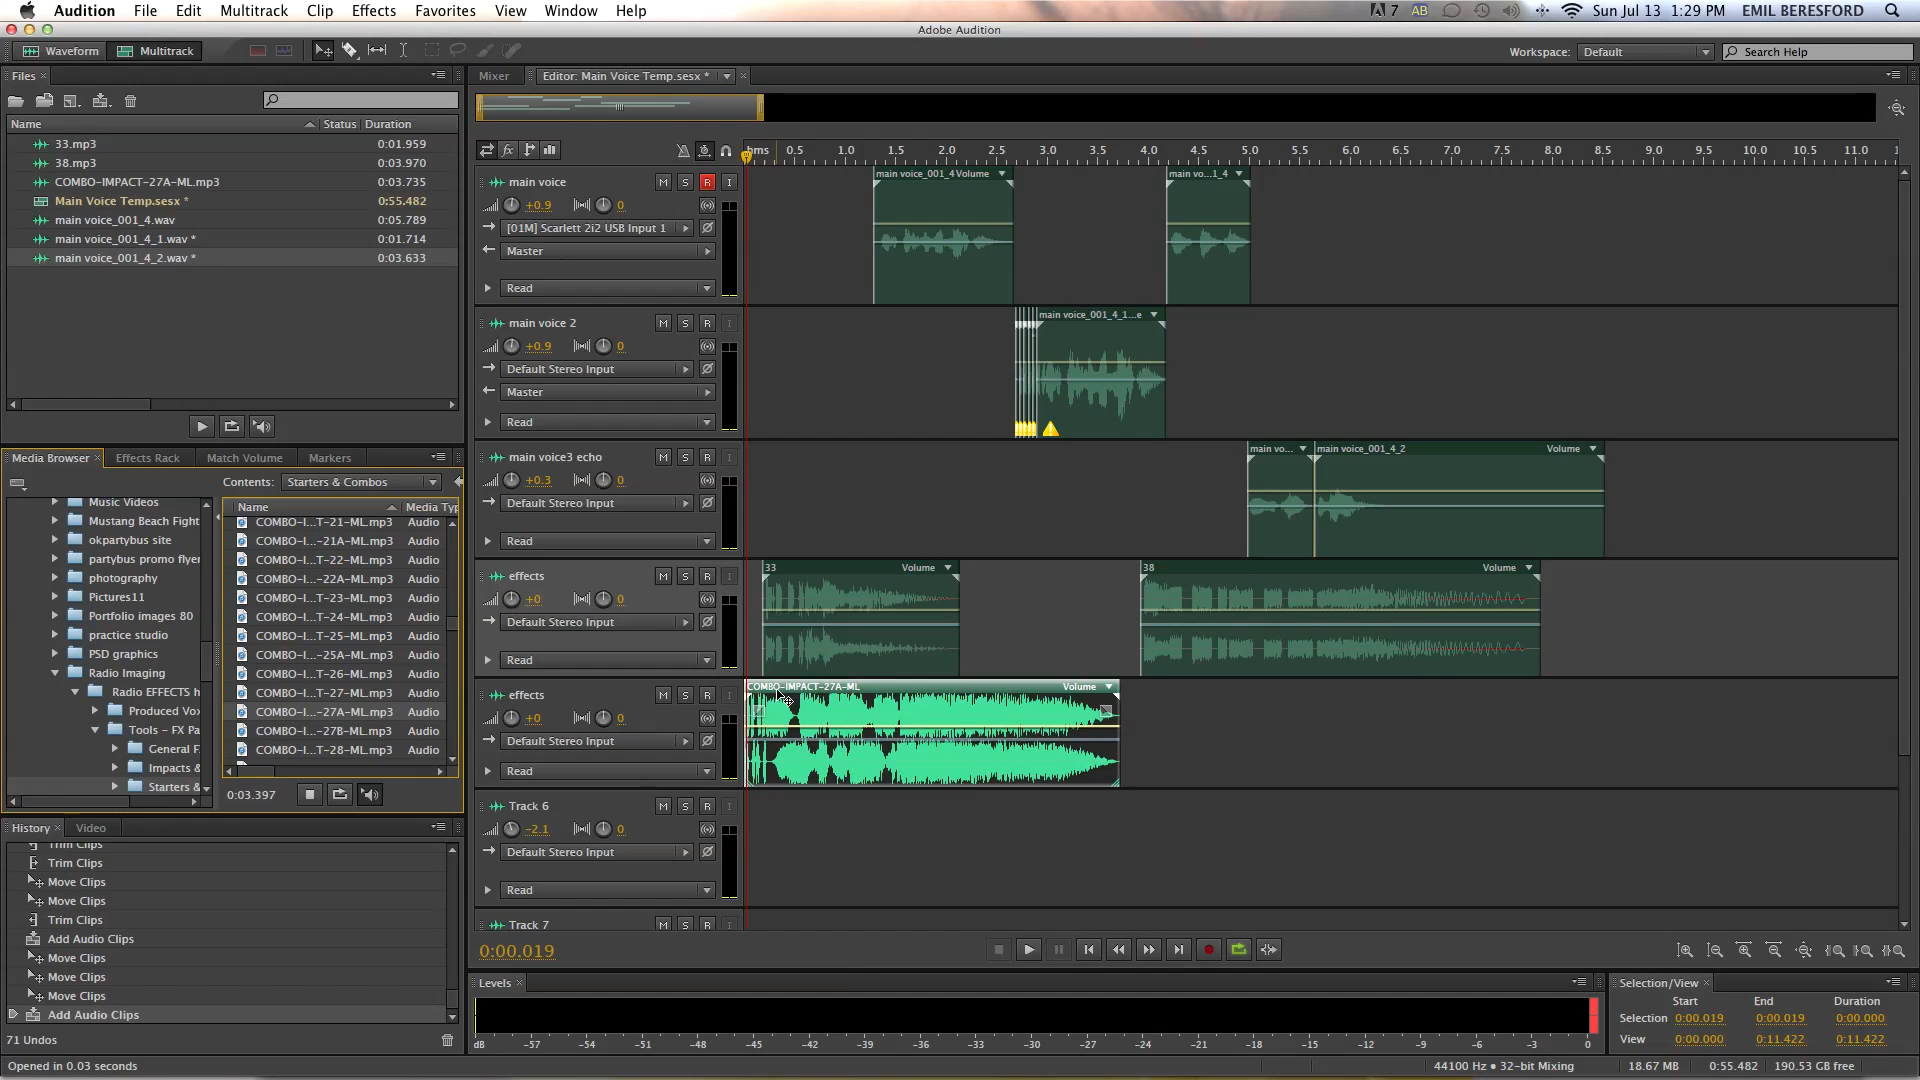 Audition File Edit Multitrack Clip Effects Favorites View Window Help
7 AB Sun Jul 13 1:29 PM EMIL BERESFORD
Adobe Audition
Waveform Multitrack
Workspace: Default Search Help
Files
Name Status Duration
33.mp3 0:01.959
38.mp3 0:03.970
COMBO-IMPACT-27A-ML.mp3 0:03.735
Main Voice Temp.sesx * 0:55.482
main voice_001_4.wav 0:05.789
main voice_001_4_1.wav * 0:01.714
main voice_001_4_2.wav * 0:03.633
Media Browser Effects Rack Match Volume Markers
Contents: Starters & Combos
Music Videos
Mustang Beach Fight
okpartybus site
partybus promo flyer
photography
Pictures11
Portfolio images 80
practice studio
PSD graphics
Radio Imaging
Radio EFFECTS h
Produced Vox
Tools - FX Pa
General F
Impacts &
Starters &
Name Media Typ
COMBO-I...T-21-ML.mp3 Audio
COMBO-I...-21A-ML.mp3 Audio
COMBO-I...T-22-ML.mp3 Audio
COMBO-I...-22A-ML.mp3 Audio
COMBO-I...T-23-ML.mp3 Audio
COMBO-I...T-24-ML.mp3 Audio
COMBO-I...T-25-ML.mp3 Audio
COMBO-I...-25A-ML.mp3 Audio
COMBO-I...T-26-ML.mp3 Audio
COMBO-I...T-27-ML.mp3 Audio
COMBO-I...-27A-ML.mp3 Audio
COMBO-I...-27B-ML.mp3 Audio
COMBO-I...T-28-ML.mp3 Audio
0:03.397
History Video
Trim Clips
Trim Clips
Move Clips
Move Clips
Trim Clips
Add Audio Clips
Move Clips
Move Clips
Move Clips
Add Audio Clips
71 Undos
Opened in 0.03 seconds
Mixer Editor: Main Voice Temp.sesx *
fx
hms 0.5 1.0 1.5 2.0 2.5 3.0 3.5 4.0 4.5 5.0 5.5 6.0 6.5 7.0 7.5 8.0 8.5 9.0 9.5 10.0 10.5 11.0 1
main voice M S R I
+0.9 0
[01M] Scarlett 2i2 USB Input 1
Master
Read
main voice_001_4 Volume
main vo...1_4
main voice 2 M S R I
+0.9 0
Default Stereo Input
Master
Read
main voice_001_4_1...e
main voice3 echo M S R I
+0.3 0
Default Stereo Input
Read
main vo...
main voice_001_4_2 Volume
effects M S R I
+0 0
Default Stereo Input
Read
33 Volume
38 Volume
effects M S R I
+0 0
Default Stereo Input
Read
COMBO-IMPACT-27A-ML Volume
Track 6 M S R I
-2.1 0
Default Stereo Input
Read
Track 7 M S R I
0:00.019
Levels
dB -57 -54 -51 -48 -45 -42 -39 -36 -33 -30 -27 -24 -21 -18 -15 -12 -9 -6 -3 0
Selection/View
Start End Duration
Selection 0:00.019 0:00.019 0:00.000
View 0:00.000 0:11.422 0:11.422
44100 Hz ● 32-bit Mixing 18.67 MB 0:55.482 190.53 GB free